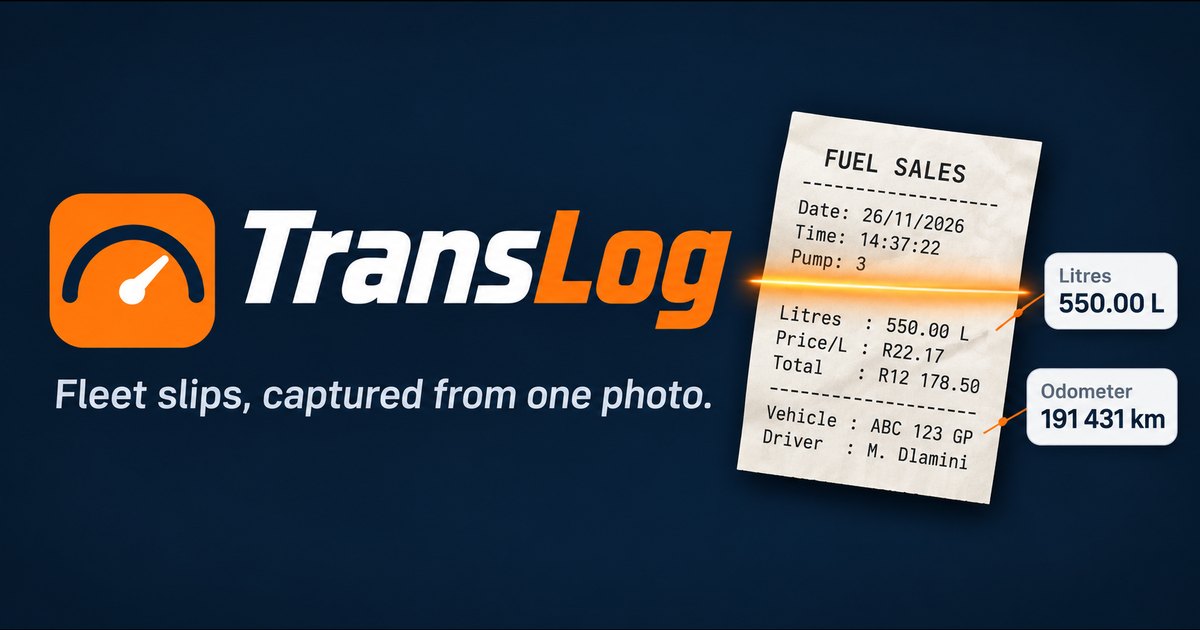 TransLog
Fleet slips, captured from one photo.
FUEL SALES
Date: 26/11/2026
Time: 14:37:22
Pump: 3
Litres : 550.00 L
Price/L : R22.17
Total : R12 178.50
Vehicle : ABC 123 GP
Driver : M. Dlamini
Litres
550.00 L
Odometer
191 431 km